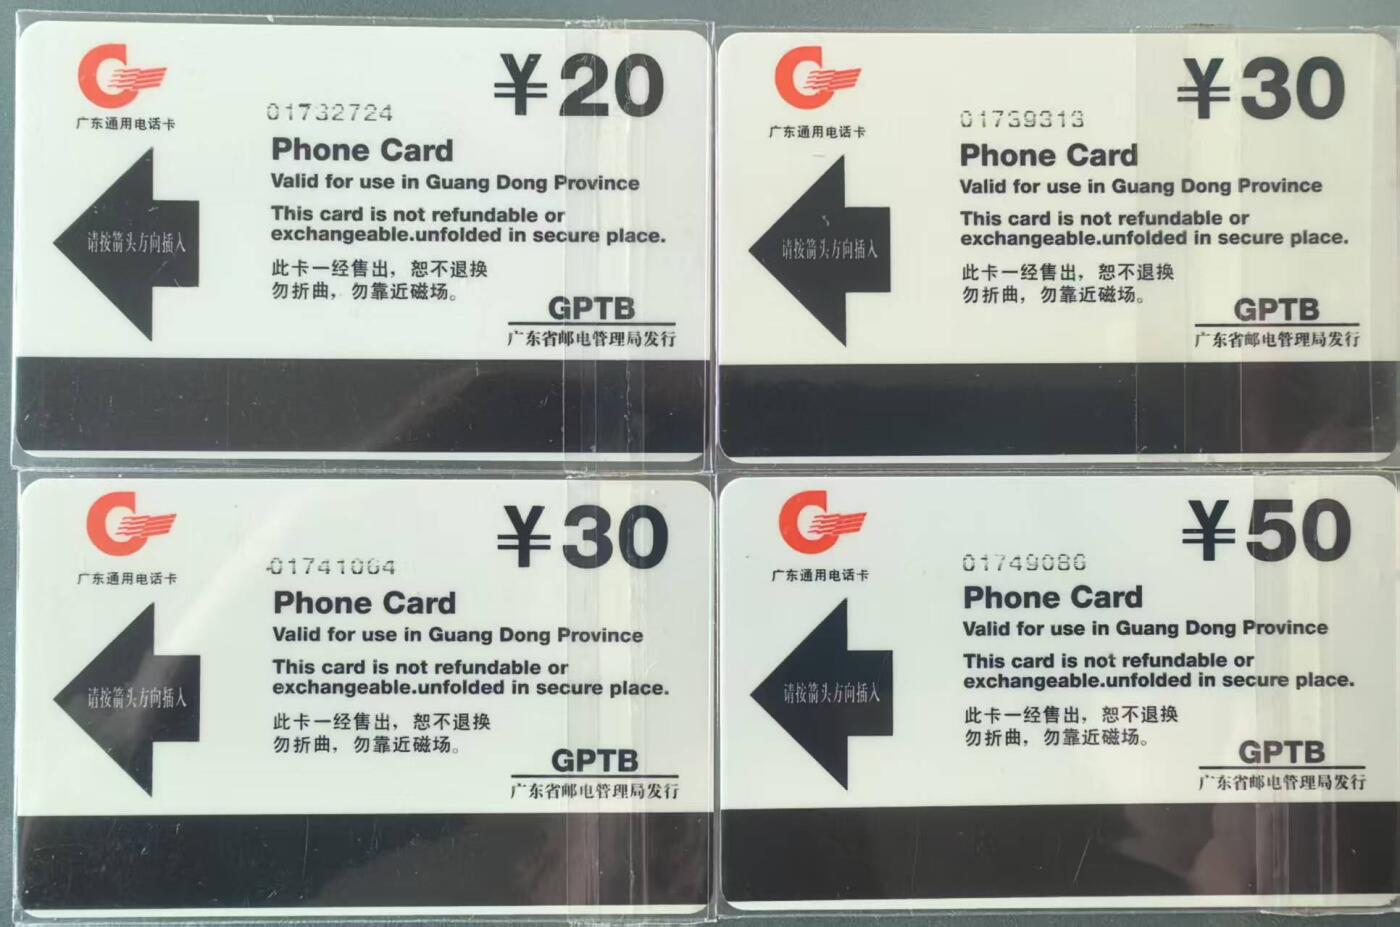 ¥20
01732724
广东通用电话卡
Phone Card
Valid for use in Guang Dong Province
This card is not refundable or
exchangeable.unfolded in secure place.
请按箭头方向插入
此卡一经售出，恕不退换
勿折曲，勿靠近磁场。
GPTB
广东省邮电管理局发行
¥30
01739313
广东通用电话卡
Phone Card
Valid for use in Guang Dong Province
This card is not refundable or
exchangeable.unfolded in secure place.
请按箭头方向插入
此卡一经售出，恕不退换
勿折曲，勿靠近磁场。
GPTB
广东省邮电管理局发行
¥30
01741064
广东通用电话卡
Phone Card
Valid for use in Guang Dong Province
This card is not refundable or
exchangeable.unfolded in secure place.
请按箭头方向插入
此卡一经售出，恕不退换
勿折曲，勿靠近磁场。
GPTB
广东省邮电管理局发行
¥50
01749086
广东通用电话卡
Phone Card
Valid for use in Guang Dong Province
This card is not refundable or
exchangeable.unfolded in secure place.
请按箭头方向插入
此卡一经售出，恕不退换
勿折曲，勿靠近磁场。
GPTB
广东省邮电管理局发行